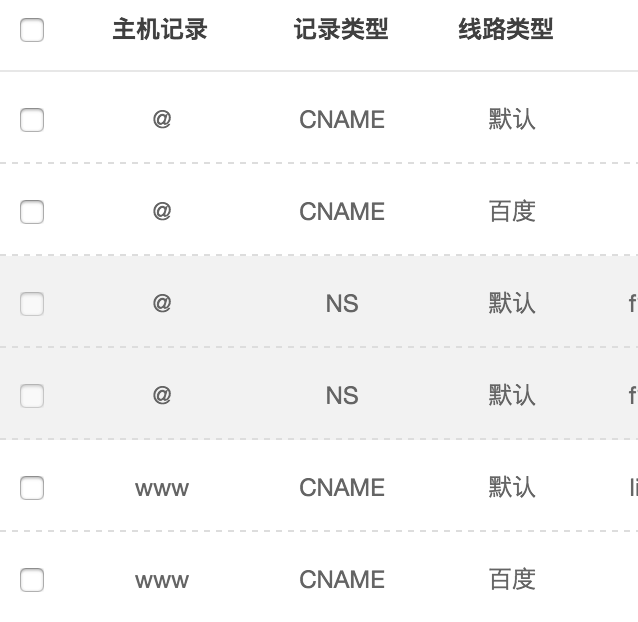 主机记录 记录类型 线路类型
@ CNAME 默认
@ CNAME 百度
@ NS 默认
@ NS 默认
www CNAME 默认
www CNAME 百度